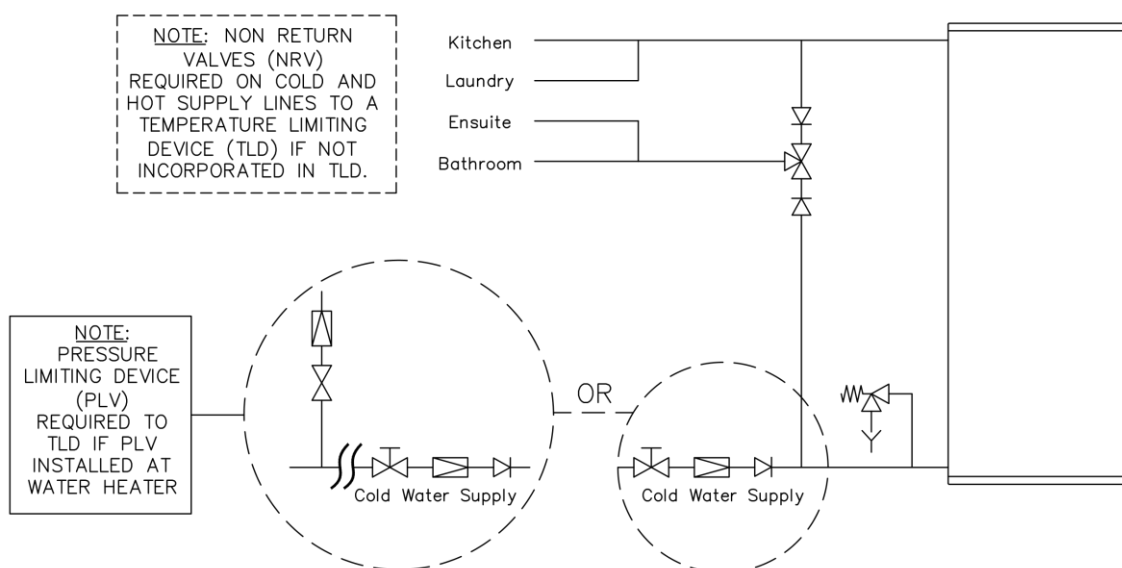 NOTE: NON RETURN
VALVES (NRV)
REQUIRED ON COLD AND
HOT SUPPLY LINES TO A
TEMPERATURE LIMITING
DEVICE (TLD) IF NOT
INCORPORATED IN TLD.
Kitchen
Laundry
Ensuite
Bathroom
NOTE:
PRESSURE
LIMITING DEVICE
(PLV)
REQUIRED TO
TLD IF PLV
INSTALLED AT
WATER HEATER
OR
Cold Water Supply
Cold Water Supply